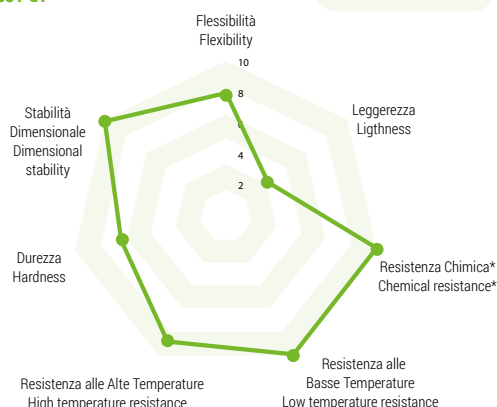 Flessibilità
Flexibility
10
8
6
4
2
Leggerezza
Ligthness
Stabilità
Dimensionale
Dimensional
stability
Durezza
Hardness
Resistenza Chimica*
Chemical resistance*
Resistenza alle
Basse Temperature
Low temperature resistance
Resistenza alle Alte Temperature
High temperature resistance